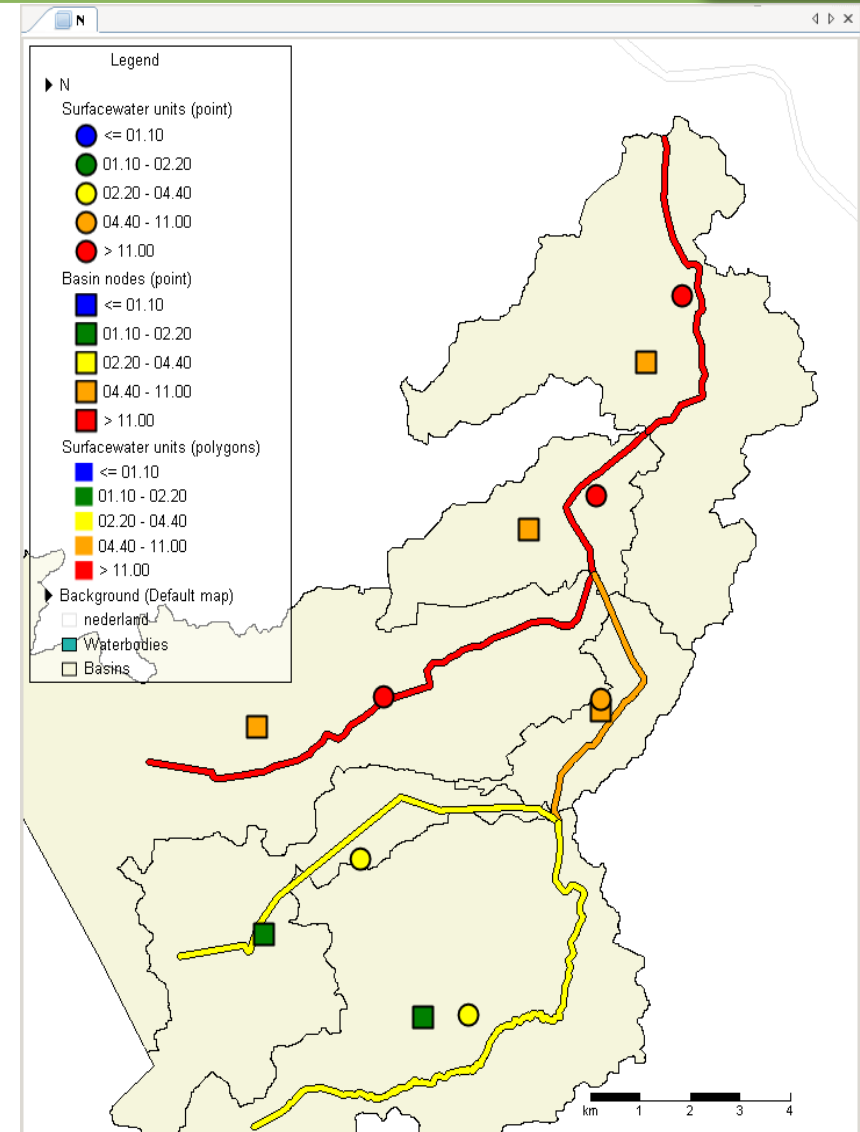 N
Legend
N
Surfacewater units (point)
<= 01.10
01.10 - 02.20
02.20 - 04.40
04.40 - 11.00
> 11.00
Basin nodes (point)
<= 01.10
01.10 - 02.20
02.20 - 04.40
04.40 - 11.00
> 11.00
Surfacewater units (polygons)
<= 01.10
01.10 - 02.20
02.20 - 04.40
04.40 - 11.00
> 11.00
Background (Default map)
nederland
Waterbodies
Basins
km 1 2 3 4